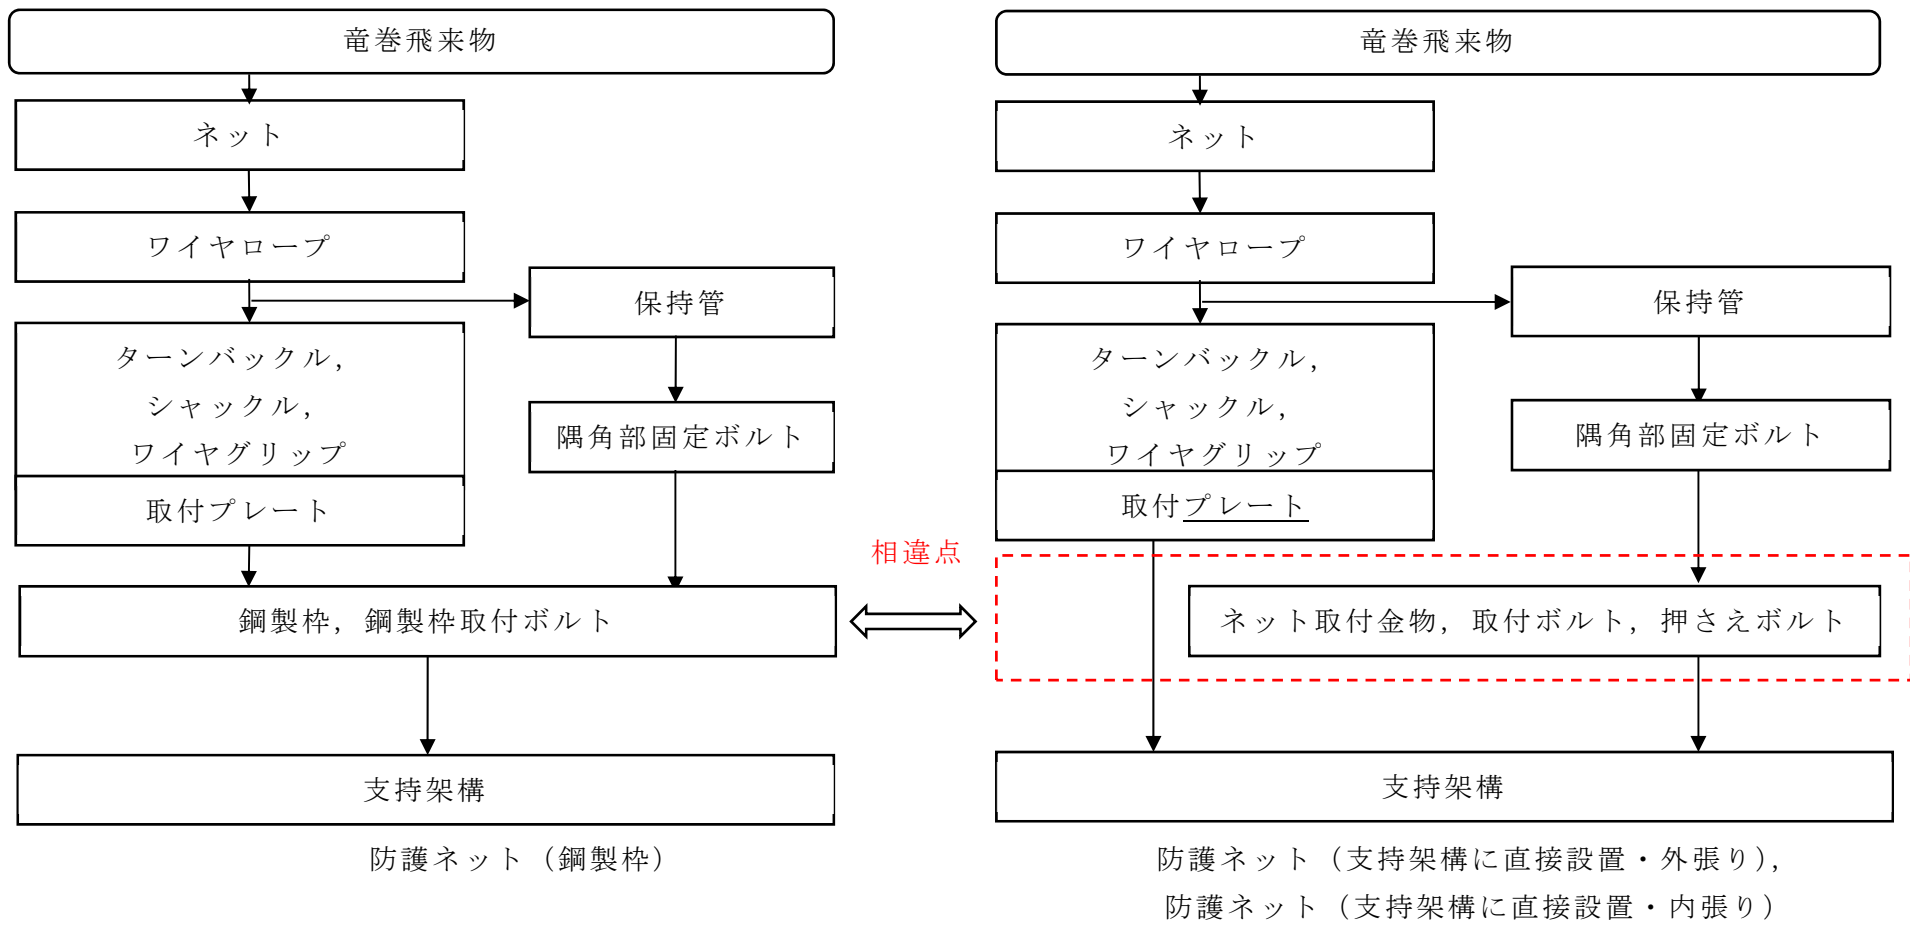 竜巻飛来物
ネット
ワイヤロープ
保持管
ターンバックル,
シャックル,
ワイヤグリップ
隅角部固定ボルト
取付プレート
鋼製枠, 鋼製枠取付ボルト
支持架構
防護ネット（鋼製枠）
相違点
竜巻飛来物
ネット
ワイヤロープ
保持管
ターンバックル,
シャックル,
ワイヤグリップ
隅角部固定ボルト
取付プレート
ネット取付金物, 取付ボルト, 押さえボルト
支持架構
防護ネット（支持架構に直接設置・外張り）,
防護ネット（支持架構に直接設置・内張り）